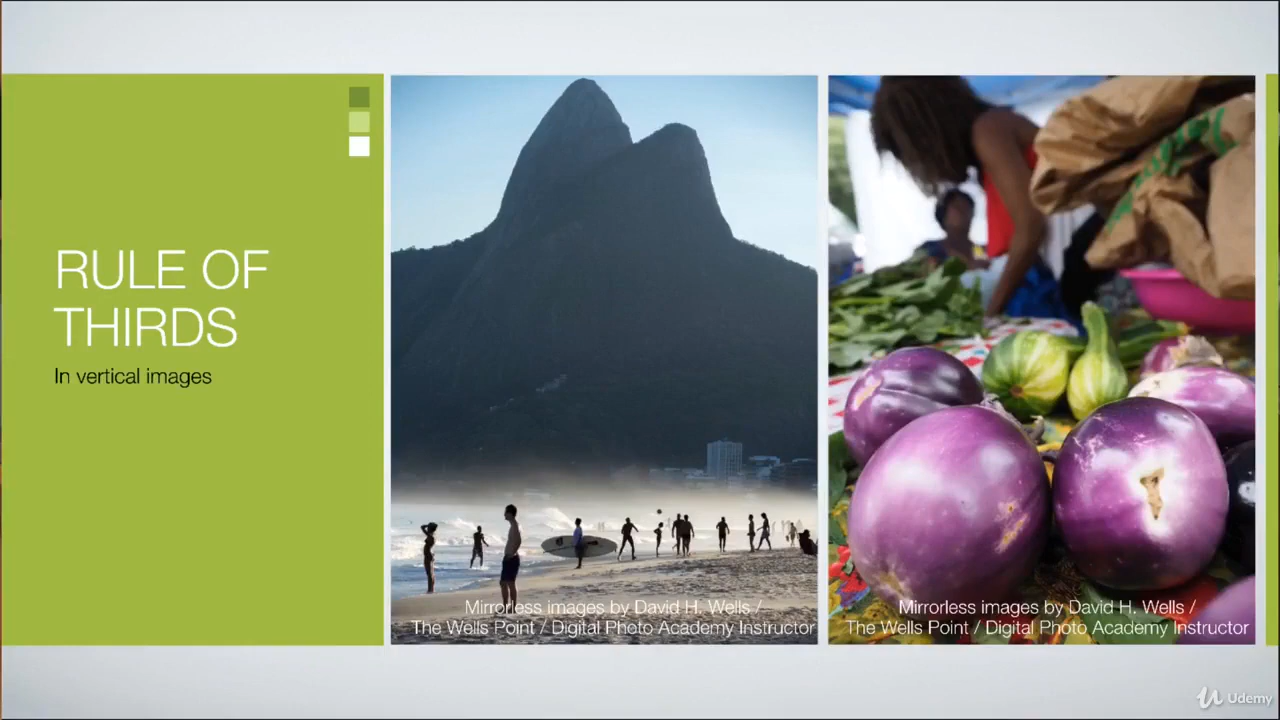 RULE OF
THIRDS
In vertical images
Mirrorless images by David H. Wells /
The Wells Point / Digital Photo Academy Instructor
Mirrorless images by David H. Wells /
The Wells Point / Digital Photo Academy Instructor
Udemy